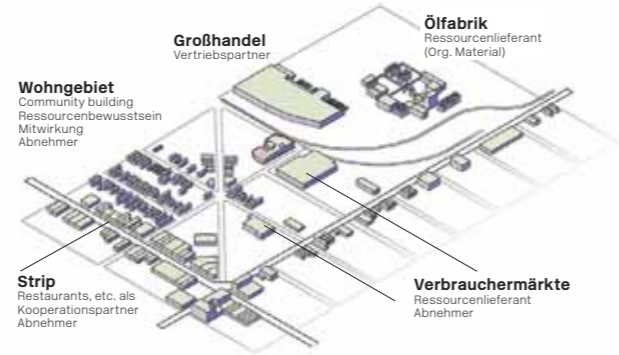 Großhandel
Vertriebspartner
Ölfabrik
Ressourcenlieferant
(Org. Material)
Wohngebiet
Community building
Ressourcenbewusstsein
Mitwirkung
Abnehmer
Strip
Restaurants, etc. als
Kooperationspartner
Abnehmer
Verbrauchermärkte
Ressourcenlieferant
Abnehmer